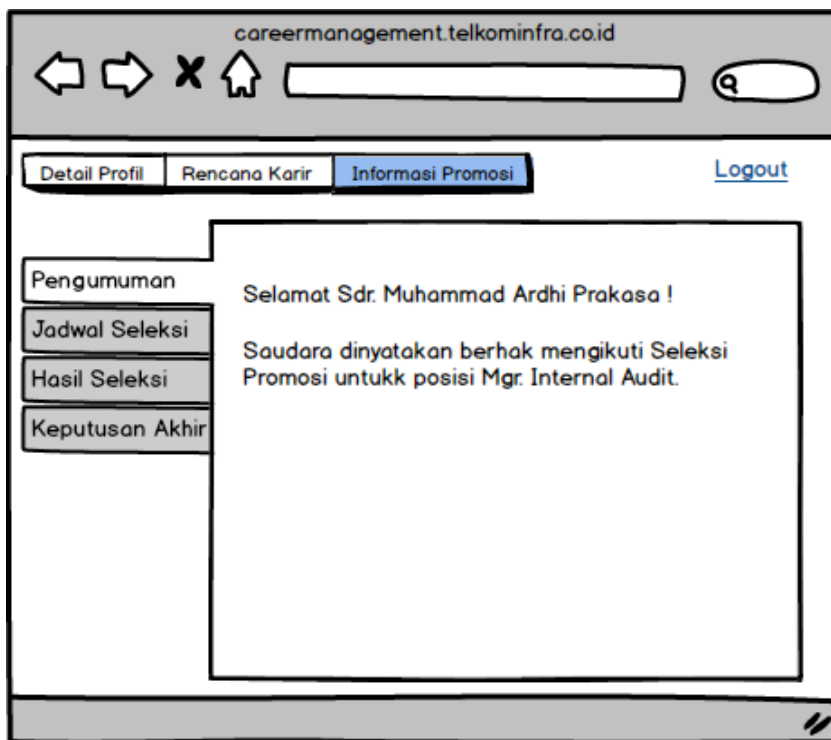 careermanagement.telkominfra.co.id
Detail Profil
Rencana Karir
Informasi Promosi
Logout
Pengumuman
Jadwal Seleksi
Hasil Seleksi
Keputusan Akhir
Selamat Sdr. Muhammad Ardhi Prakasa !
Saudara dinyatakan berhak mengikuti Seleksi
Promosi untukk posisi Mgr. Internal Audit.